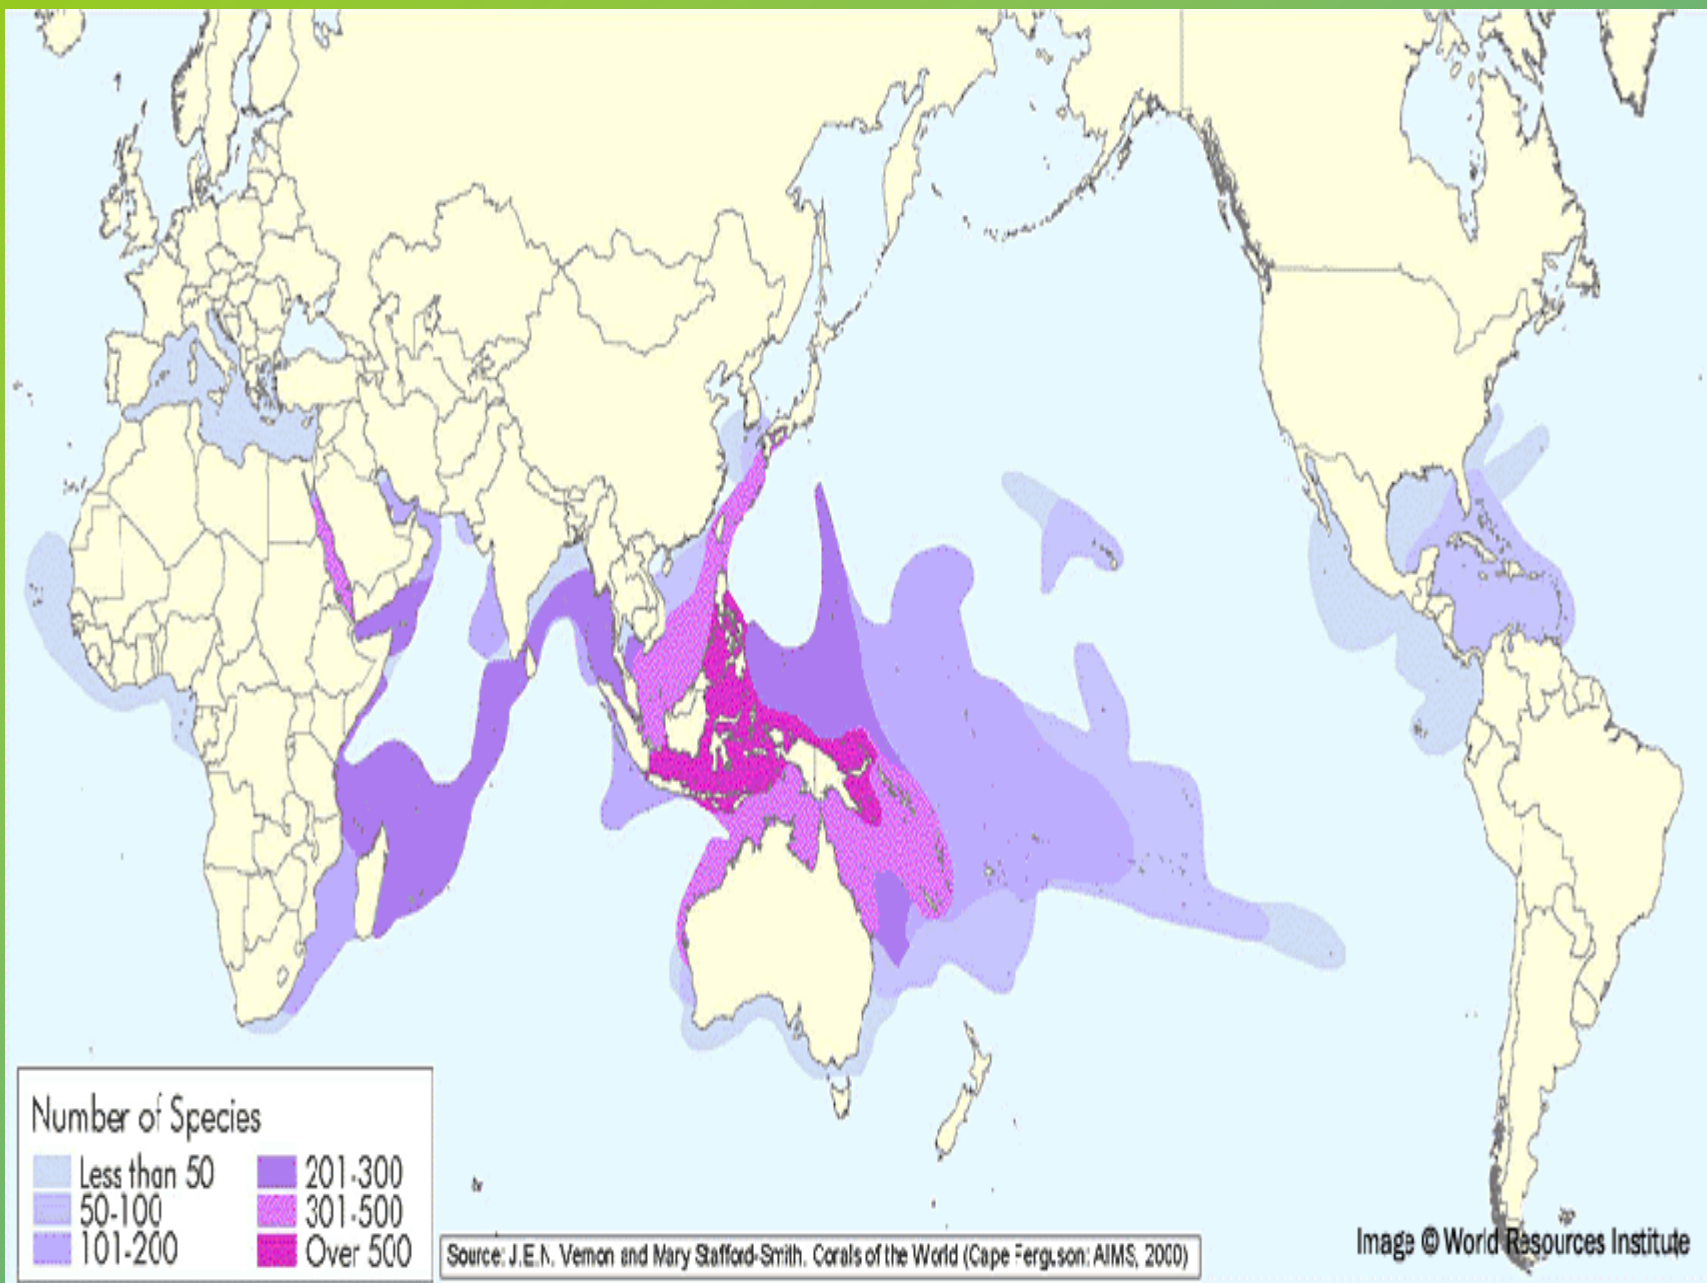 Number of Species
Less than 50
50-100
101-200
201-300
301-500
Over 500
Source: J.E.N. Vernon and Mary Stafford-Smith. Corals of the World (Cape Ferguson: AIMS, 2000)
Image © World Resources Institute